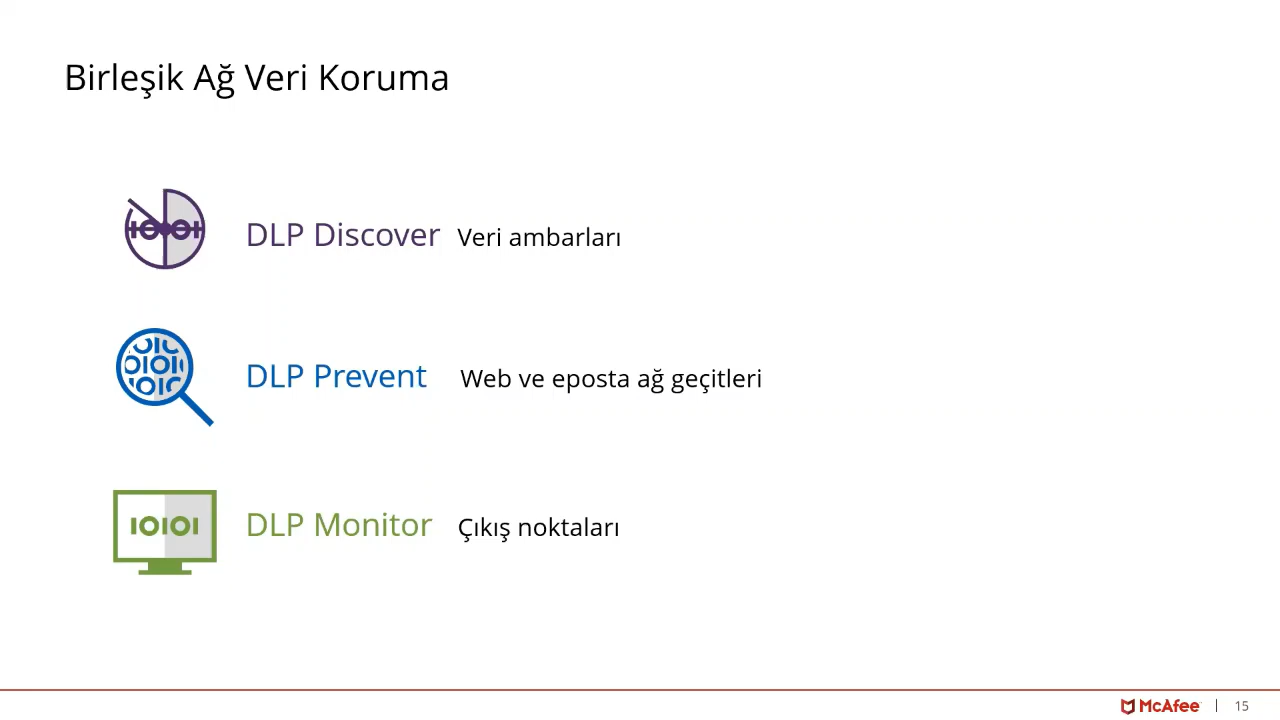 Birleşik Ağ Veri Koruma
DLP Discover Veri ambarları
DLP Prevent Web ve eposta ağ geçitleri
DLP Monitor Çıkış noktaları
10101
McAfee | 15